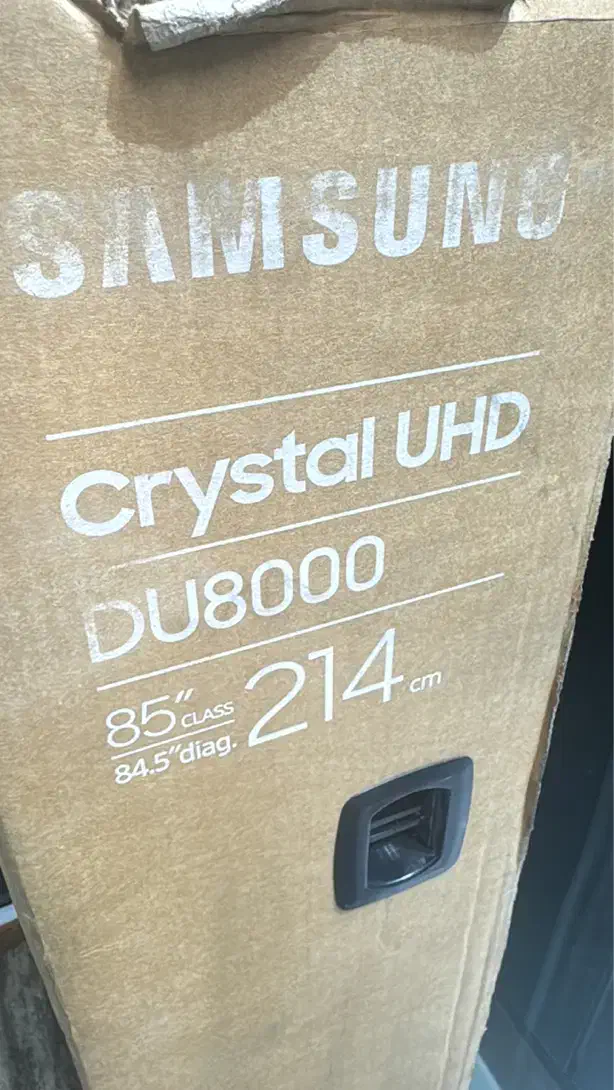 SAMSUNG
Crystal UHD
DU8000
85" CLASS
84.5" diag.
214 cm